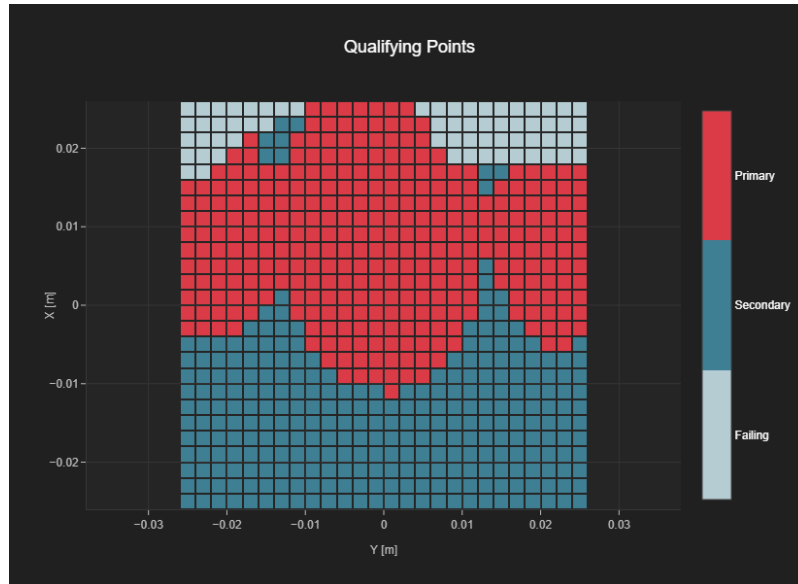 Qualifying Points
0.02
0.01
0
−0.01
−0.02
X [m]
−0.03
−0.02
−0.01
0
0.01
0.02
0.03
Y [m]
Primary
Secondary
Failing